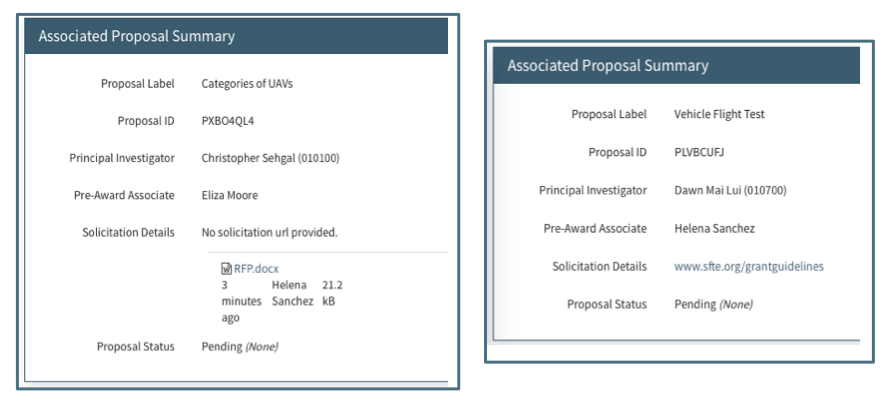 Associated Proposal Summary
Proposal Label Categories of UAVs
Proposal ID PXBO4QL4
Principal Investigator Christopher Sehgal (010100)
Pre-Award Associate Eliza Moore
Solicitation Details No solicitation url provided.
RFP.docx
3 Helena 21.2
minutes Sanchez kB
ago
Proposal Status Pending (None)
Associated Proposal Summary
Proposal Label Vehicle Flight Test
Proposal ID PLVBCUFJ
Principal Investigator Dawn Mai Lui (010700)
Pre-Award Associate Helena Sanchez
Solicitation Details www.sfte.org/grantguidelines
Proposal Status Pending (None)